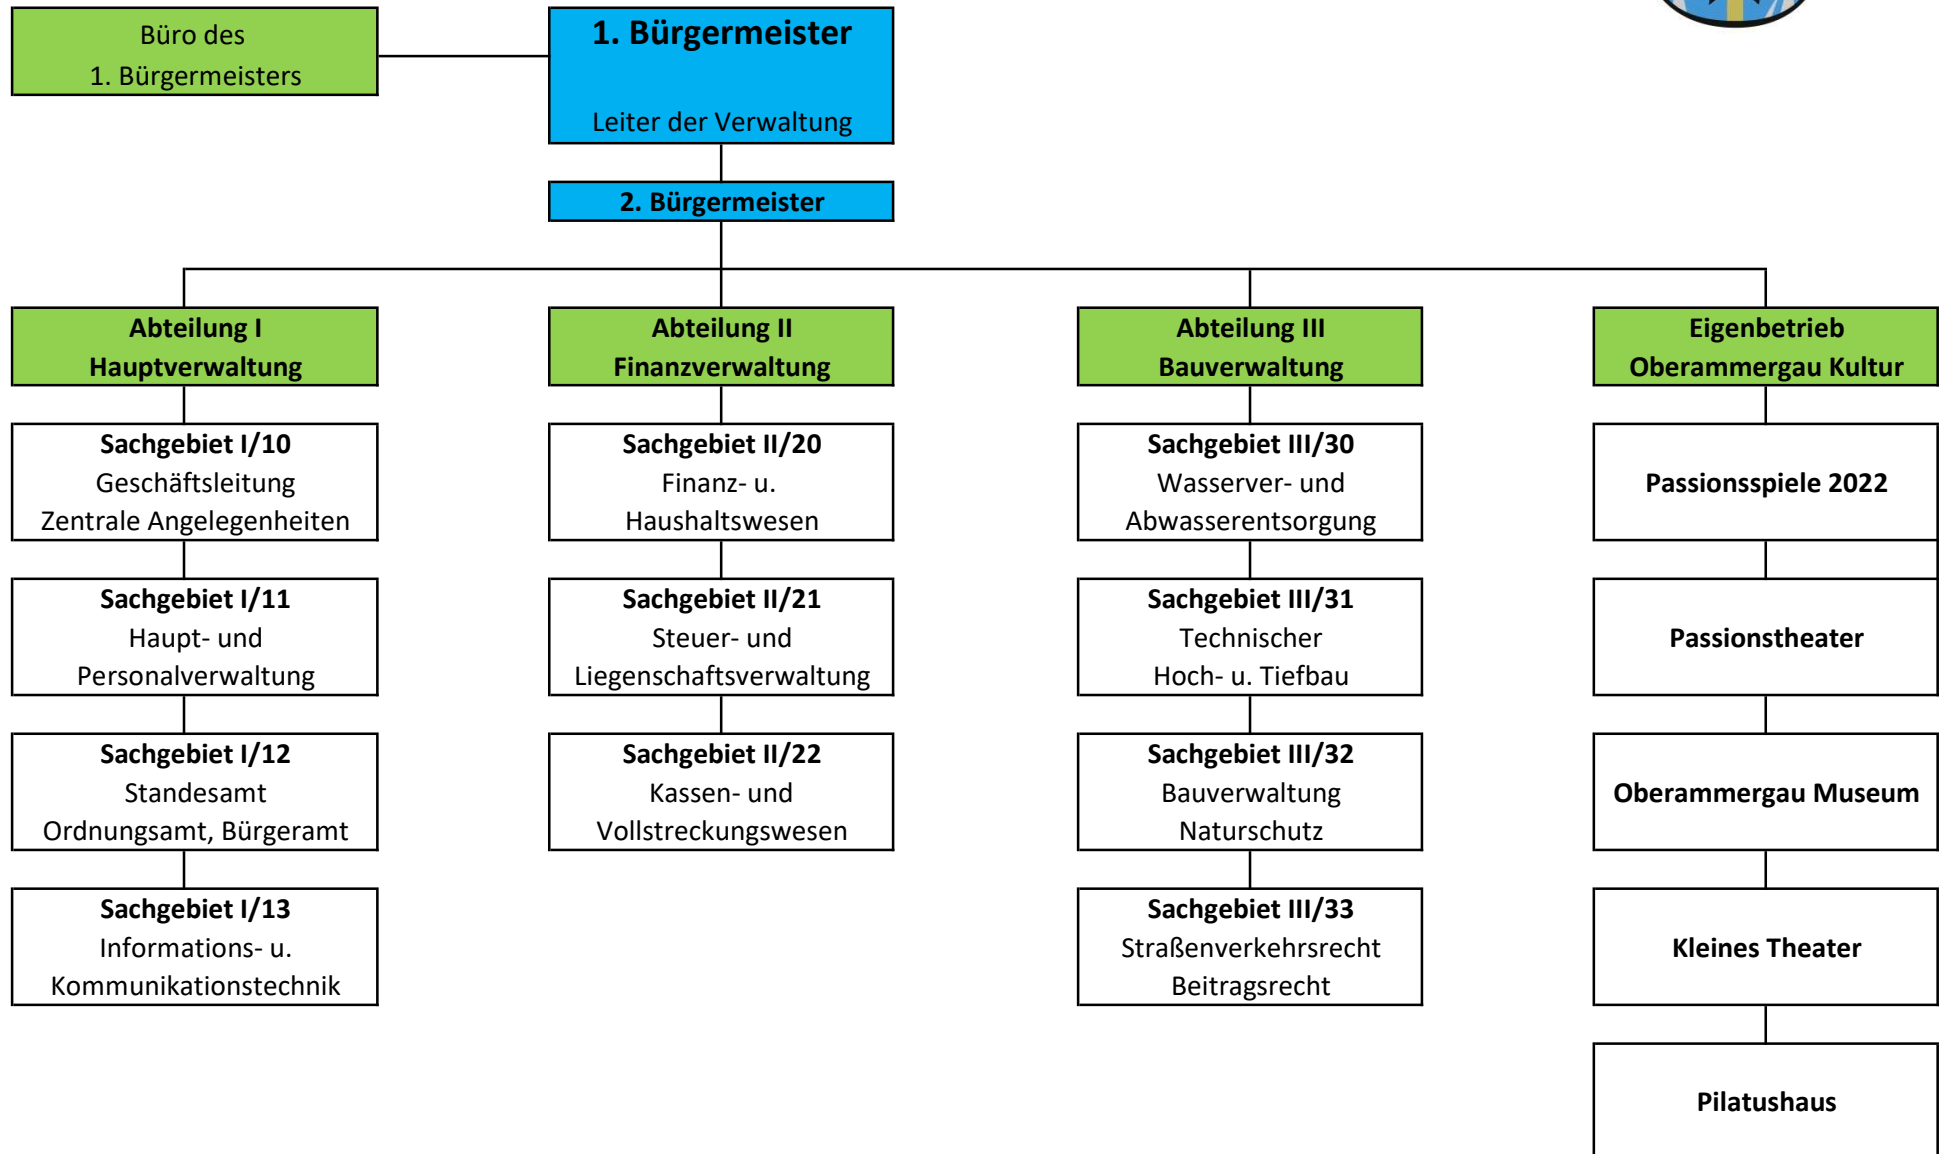 Büro des
1. Bürgermeisters
1. Bürgermeister
Leiter der Verwaltung
2. Bürgermeister
Abteilung I
Hauptverwaltung
Sachgebiet I/10
Geschäftsleitung
Zentrale Angelegenheiten
Sachgebiet I/11
Haupt- und
Personalverwaltung
Sachgebiet I/12
Standesamt
Ordnungsamt, Bürgeramt
Sachgebiet I/13
Informations- u.
Kommunikationstechnik
Abteilung II
Finanzverwaltung
Sachgebiet II/20
Finanz- u.
Haushaltswesen
Sachgebiet II/21
Steuer- und
Liegenschaftsverwaltung
Sachgebiet II/22
Kassen- und
Vollstreckungswesen
Abteilung III
Bauverwaltung
Sachgebiet III/30
Wasserver- und
Abwasserentsorgung
Sachgebiet III/31
Technischer
Hoch- u. Tiefbau
Sachgebiet III/32
Bauverwaltung
Naturschutz
Sachgebiet III/33
Straßenverkehrsrecht
Beitragsrecht
Eigenbetrieb
Oberammergau Kultur
Passionsspiele 2022
Passionstheater
Oberammergau Museum
Kleines Theater
Pilatushaus